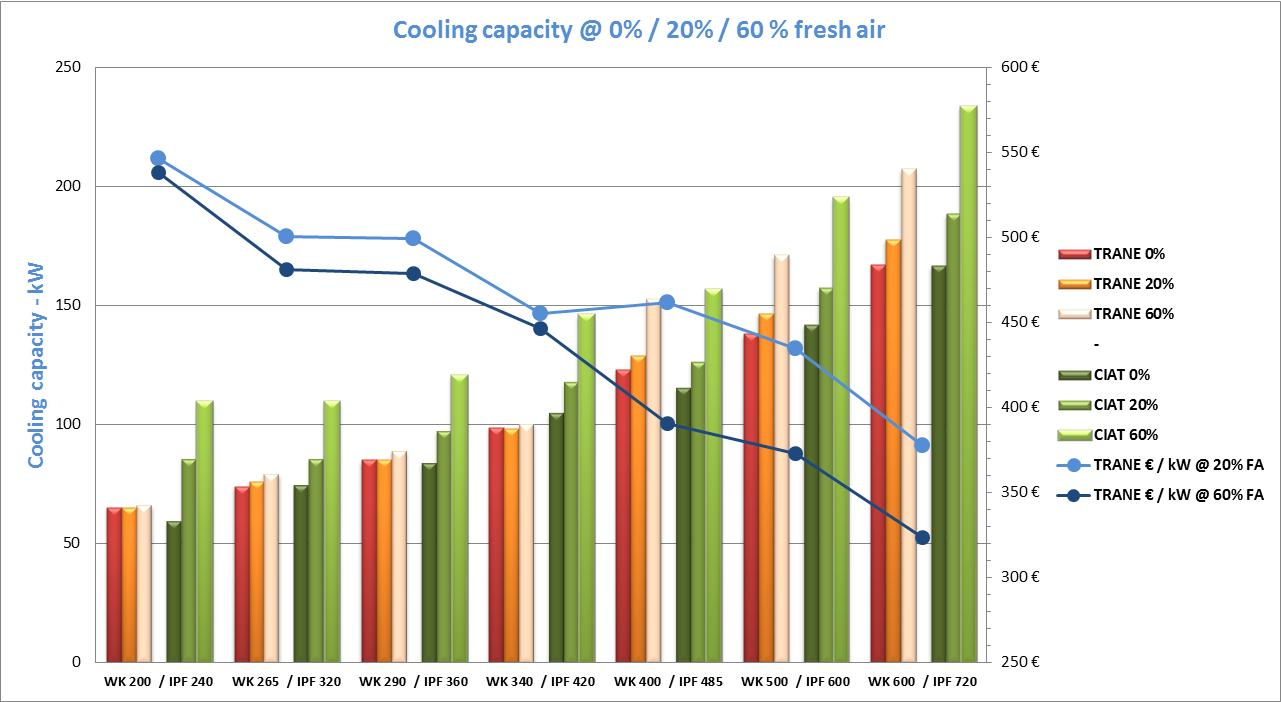 Cooling capacity @ 0% / 20% / 60 % fresh air
Cooling capacity - kW
250
200
150
100
50
0
600 €
550 €
500 €
450 €
400 €
350 €
300 €
250 €
WK 200 / IPF 240
WK 265 / IPF 320
WK 290 / IPF 360
WK 340 / IPF 420
WK 400 / IPF 485
WK 500 / IPF 600
WK 600 / IPF 720
TRANE 0%
TRANE 20%
TRANE 60%
-
CIAT 0%
CIAT 20%
CIAT 60%
TRANE € / kW @ 20% FA
TRANE € / kW @ 60% FA